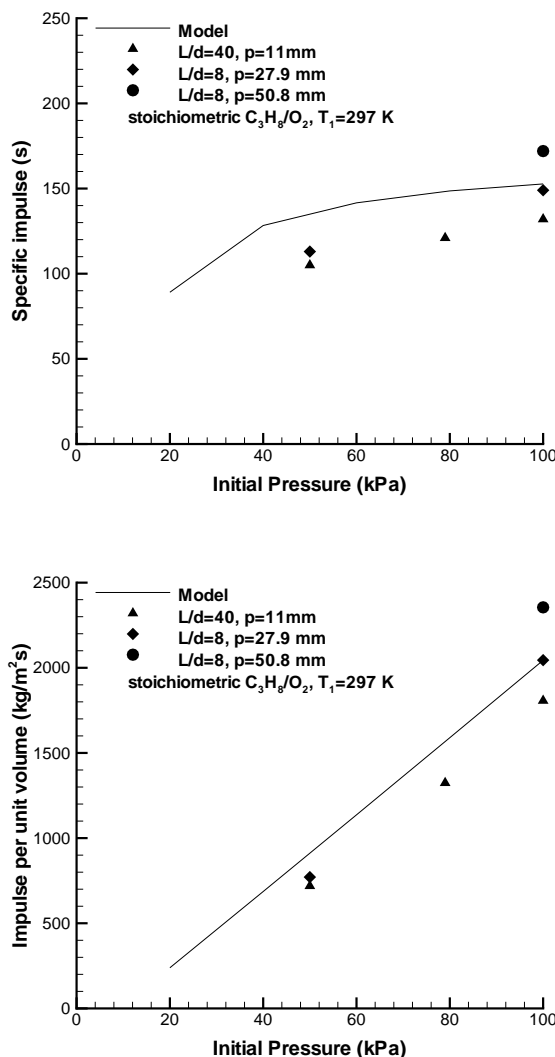 250
200
150
100
50
0
Specific impulse (s)
Model
L/d=40, p=11mm
L/d=8, p=27.9 mm
L/d=8, p=50.8 mm
stoichiometric C₃H₈/O₂, T₁=297 K
0 20 40 60 80 100
Initial Pressure (kPa)
2500
2000
1500
1000
500
0
Impulse per unit volume (kg/m²s)
Model
L/d=40, p=11mm
L/d=8, p=27.9 mm
L/d=8, p=50.8 mm
stoichiometric C₃H₈/O₂, T₁=297 K
0 20 40 60 80 100
Initial Pressure (kPa)